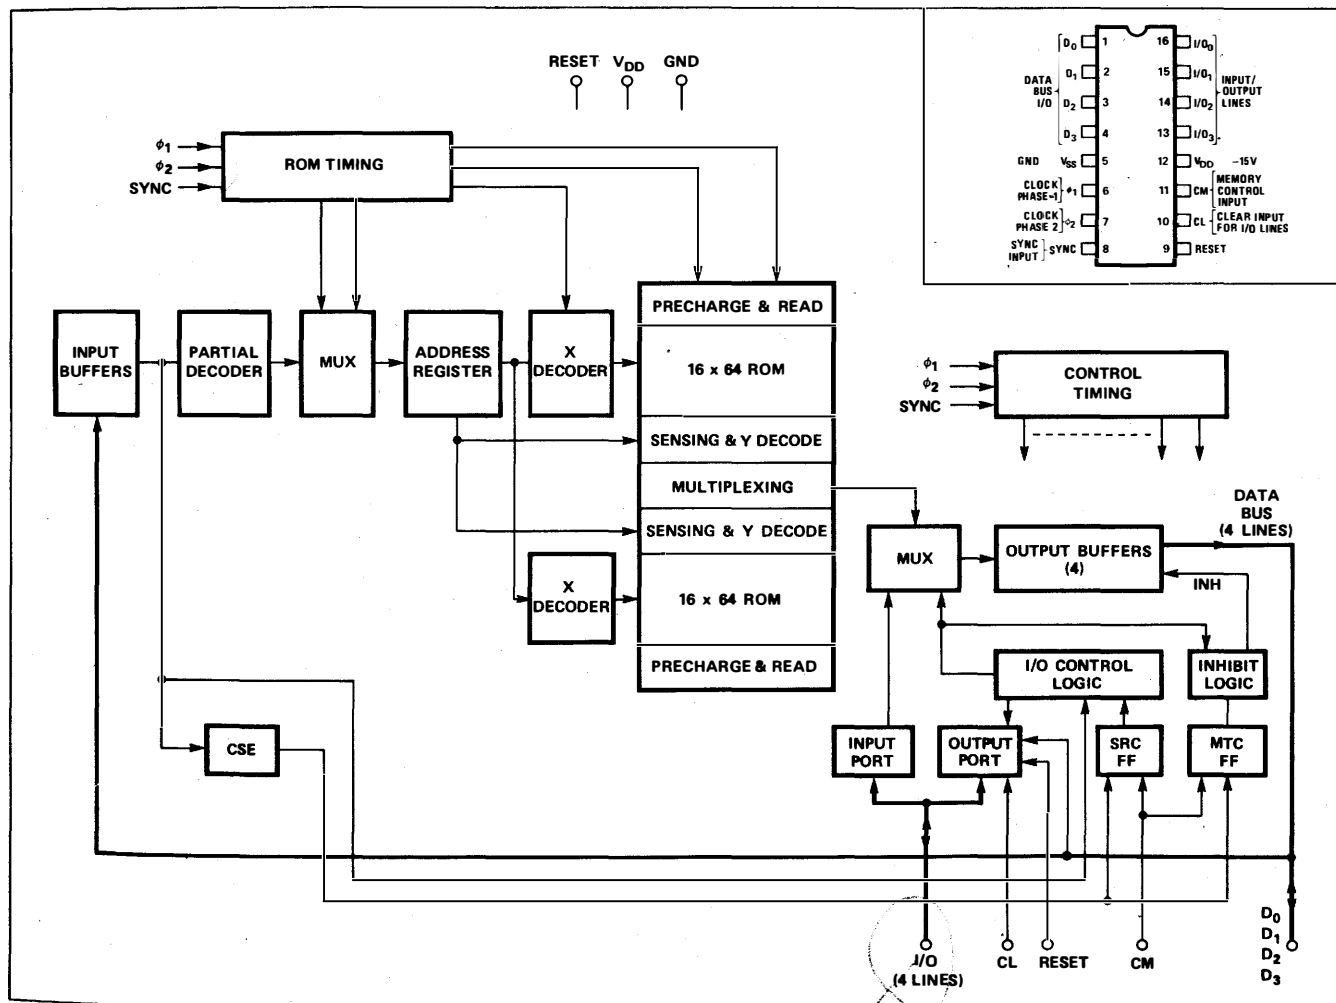 RESET V_DD GND
ϕ1
ϕ2
SYNC
ROM TIMING
DATA BUS I/O
D0 1 16 I/O0
D1 2 15 I/O1
D2 3 14 I/O2
D3 4 13 I/O3
INPUT/
OUTPUT
LINES
GND VSS 5 12 VDD -15V
CLOCK
PHASE-1
ϕ1 6 11 CM
MEMORY
CONTROL
INPUT
CLOCK
PHASE 2
ϕ2 7 10 CL
CLEAR INPUT
FOR I/O LINES
SYNC
INPUT
SYNC 8 9 RESET
INPUT
BUFFERS
PARTIAL
DECODER
MUX
ADDRESS
REGISTER
X
DECODER
PRECHARGE & READ
16 x 64 ROM
SENSING & Y DECODE
MULTIPLEXING
SENSING & Y DECODE
X
DECODER
16 x 64 ROM
PRECHARGE & READ
ϕ1
ϕ2
SYNC
CONTROL
TIMING
MUX
OUTPUT BUFFERS
(4)
DATA
BUS
(4 LINES)
INH
I/O CONTROL
LOGIC
INHIBIT
LOGIC
CSE
INPUT
PORT
OUTPUT
PORT
SRC
FF
MTC
FF
I/O
(4 LINES)
CL
RESET
CM
D0
D1
D2
D3